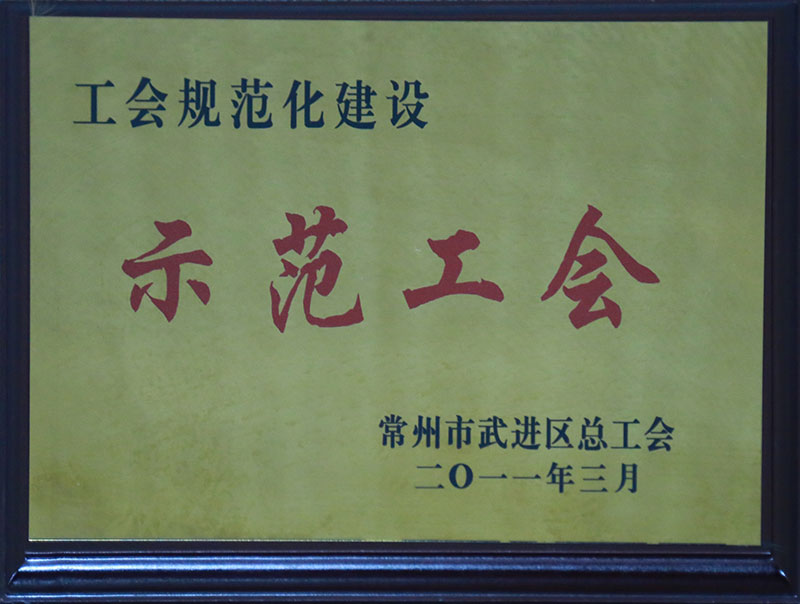 工会规范化建设
示范工会
常州市武进区总工会
二〇一一年三月